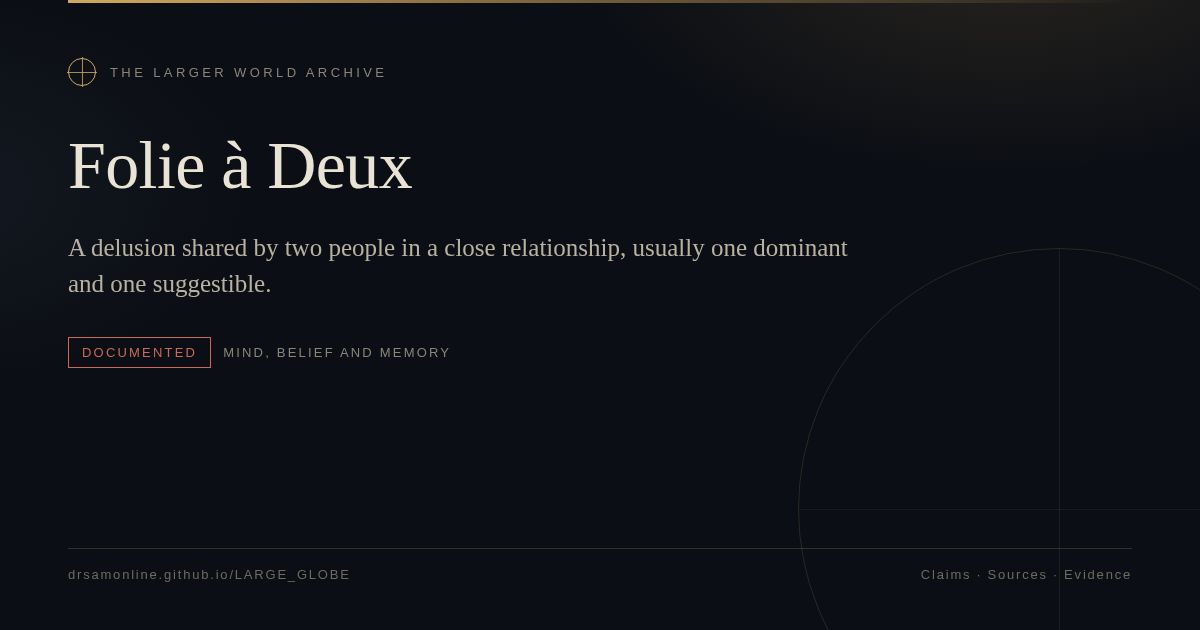 THE LARGER WORLD ARCHIVE
Folie à Deux
A delusion shared by two people in a close relationship, usually one dominant
and one suggestible.
DOCUMENTED MIND, BELIEF AND MEMORY
drsamonline.github.io/LARGE_GLOBE Claims · Sources · Evidence